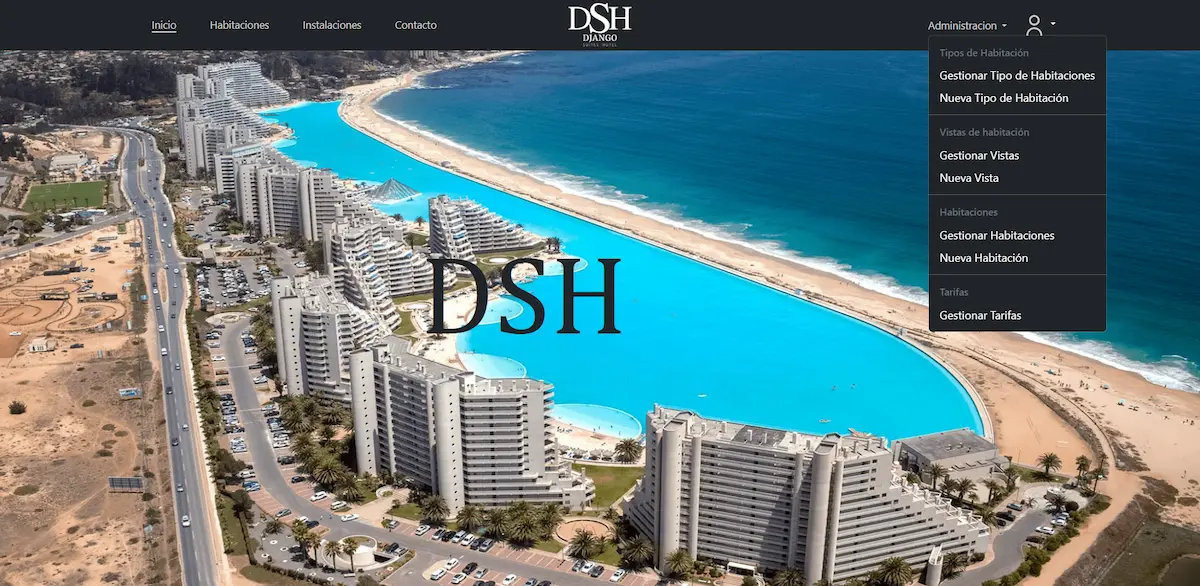 Inicio
Habitaciones
Instalaciones
Contacto
DSH
DJANGO
SUITES HOTEL
Administracion
Tipos de Habitación
Gestionar Tipo de Habitaciones
Nueva Tipo de Habitación
Vistas de habitación
Gestionar Vistas
Nueva Vista
Habitaciones
Gestionar Habitaciones
Nueva Habitación
Tarifas
Gestionar Tarifas
DSH